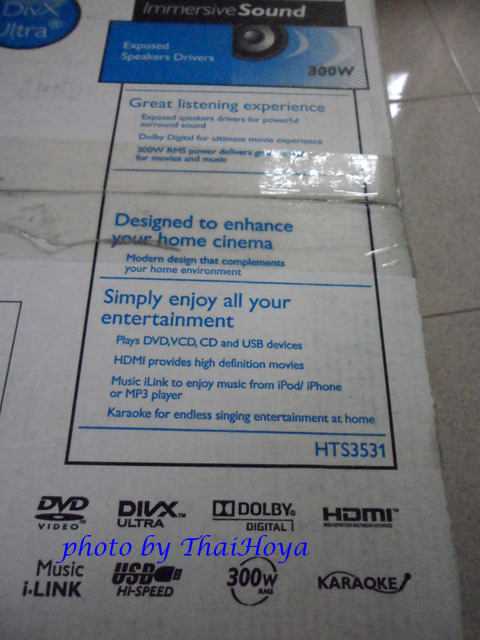 DivX
Ultra®
Immersive Sound
Exposed
Speakers Drivers
300W
Great listening experience
Exposed speakers drivers for powerful
surround sound
Dolby Digital for ultimate movie experience
300W RMS power delivers
for movies and music
Designed to enhance
your home cinema
Modern design that complements
your home environment
Simply enjoy all your
entertainment
Plays DVD,VCD, CD and USB devices
HDMI provides high definition movies
Music iLink to enjoy music from iPod/ iPhone
or MP3 player
Karaoke for endless singing entertainment at home
HTS3531
DVD VIDEO™
DIVX™ ULTRA
DOLBY® DIGITAL
HDMI™
photo by ThaiHoya
Music i.LINK
USB HI-SPEED
300W RMS
KARAOKE